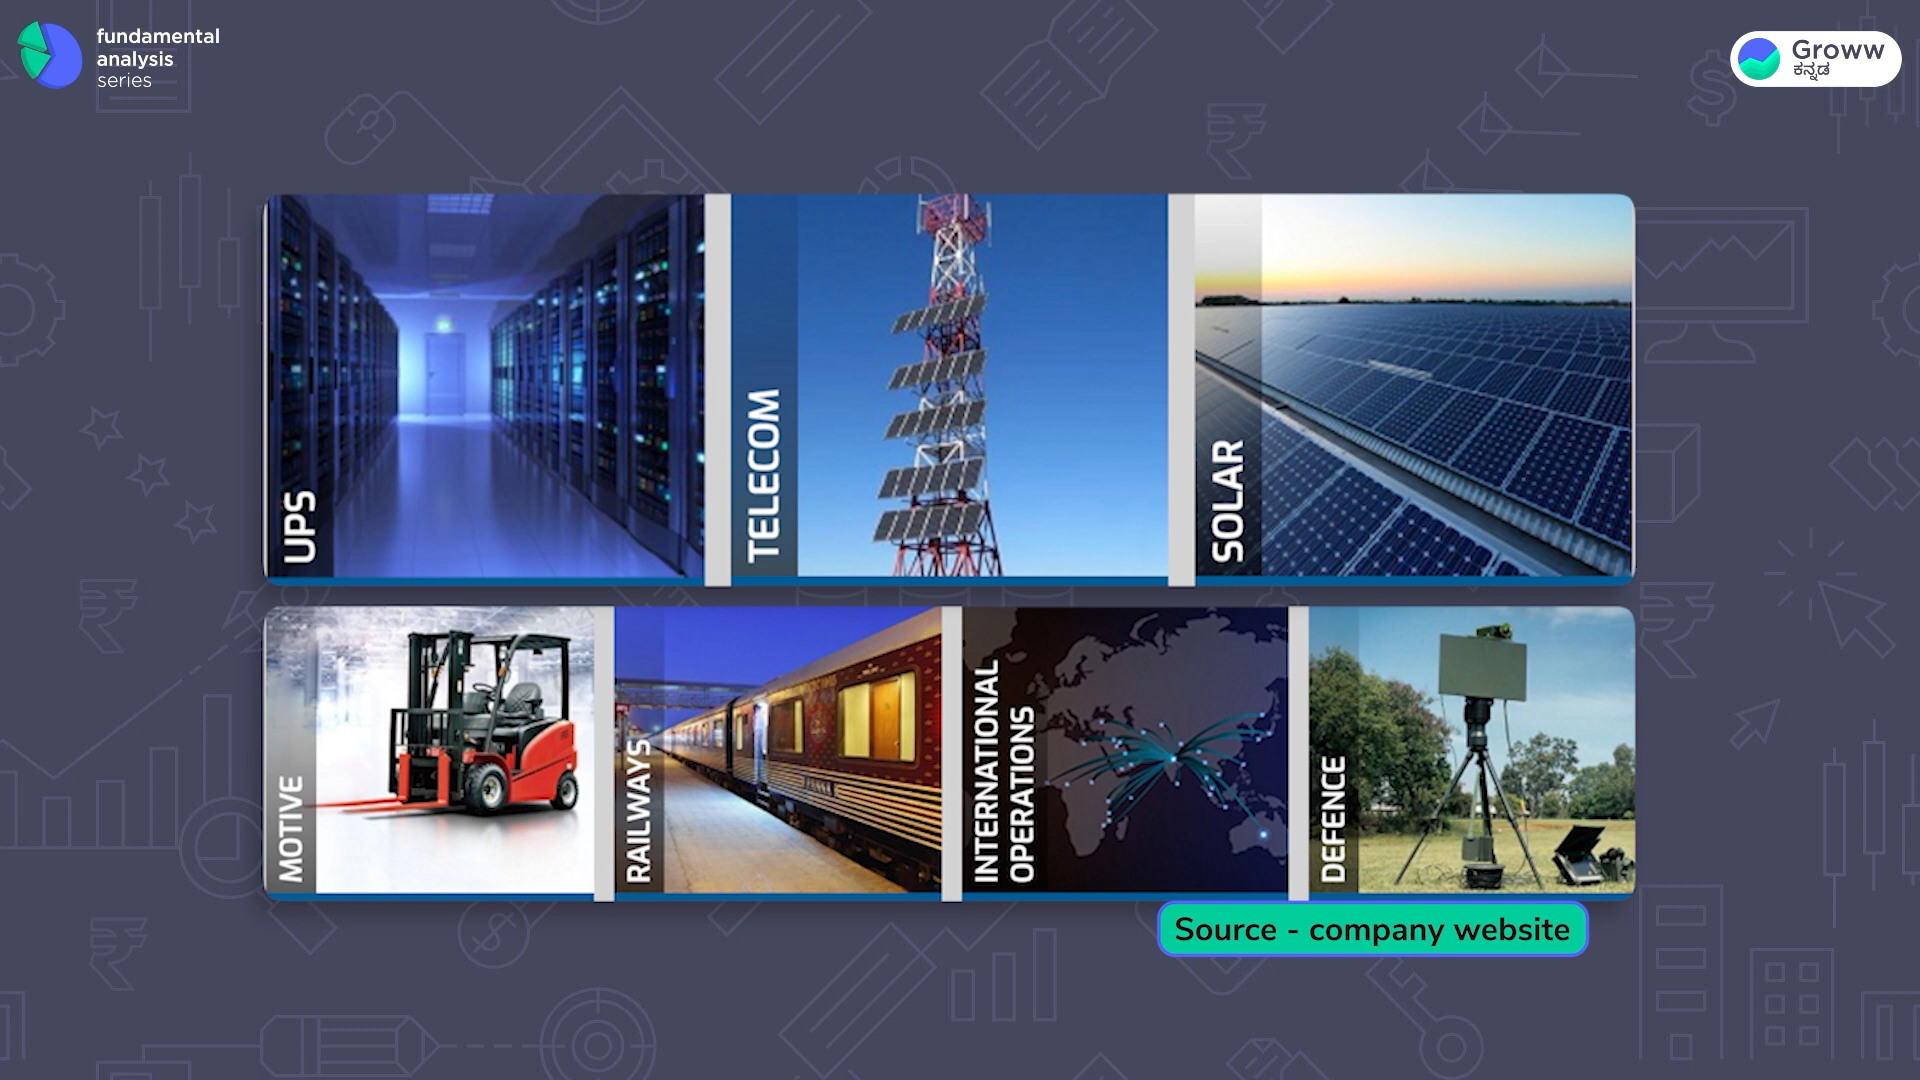 fundamental
analysis
series
Groww
ಕನ್ನಡ
UPS
TELECOM
SOLAR
MOTIVE
RAILWAYS
INTERNATIONAL
OPERATIONS
DEFENCE
Source - company website